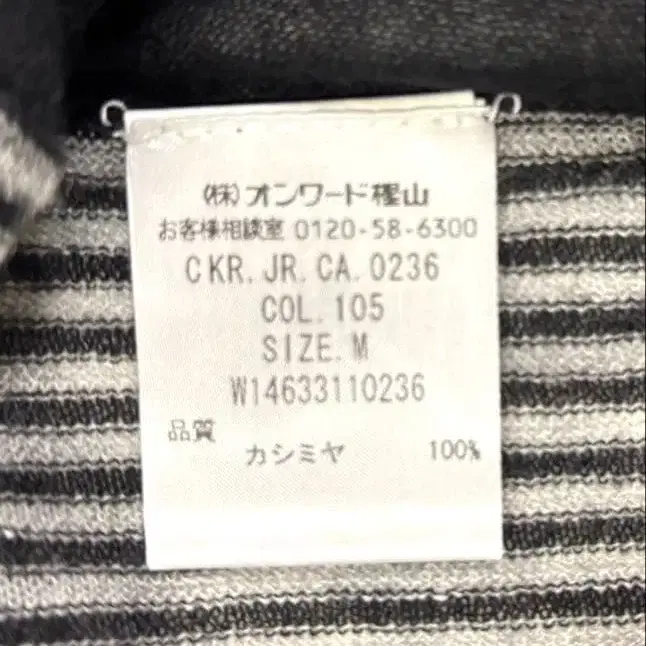 (株)オンワード樫山
お客様相談室 0120-58-6300
CKR.JR.CA.0236
COL.105
SIZE.M
W14633110236
品質
カシミヤ 100%